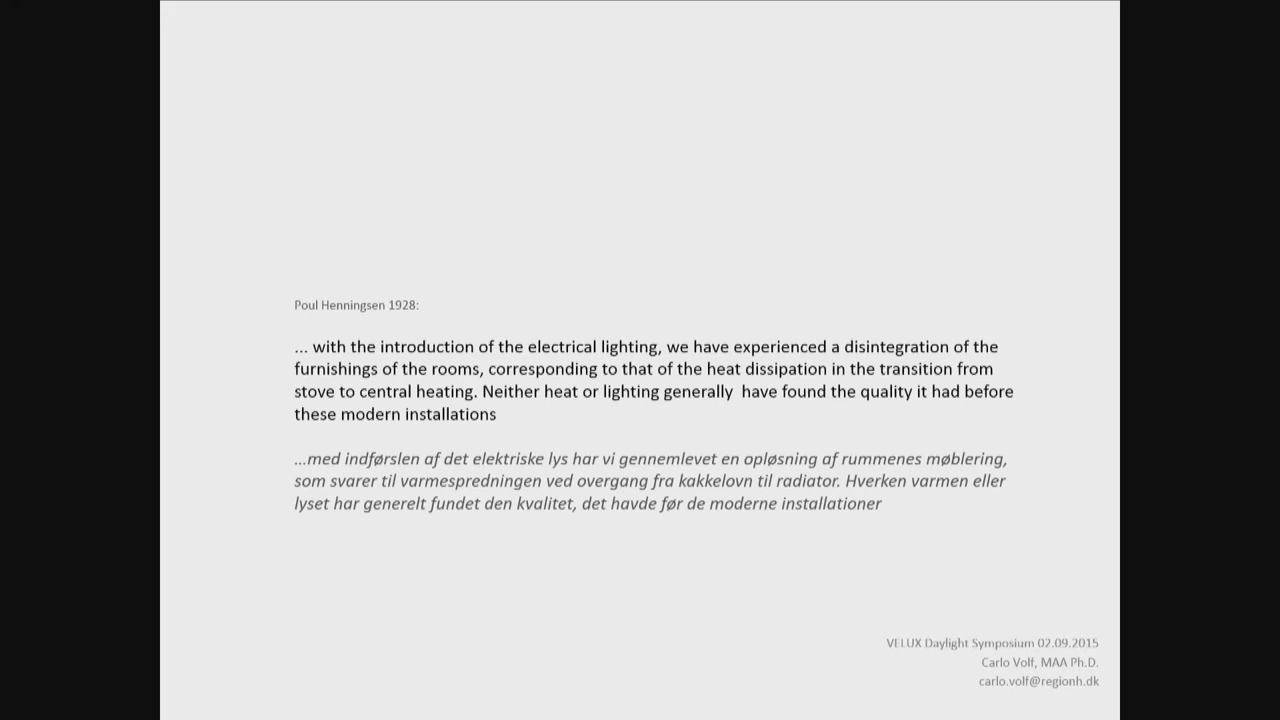 Poul Henningsen 1928:
... with the introduction of the electrical lighting, we have experienced a disintegration of the
furnishings of the rooms, corresponding to that of the heat dissipation in the transition from
stove to central heating. Neither heat or lighting generally  have found the quality it had before
these modern installations
...med indførslen af det elektriske lys har vi gennemlevet en opløsning af rummenes møblering,
som svarer til varmespredningen ved overgang fra kakkelovn til radiator. Hverken varmen eller
lyset har generelt fundet den kvalitet, det havde før de moderne installationer
VELUX Daylight Symposium 02.09.2015
Carlo Volf, MAA Ph.D.
carlo.volf@regionh.dk